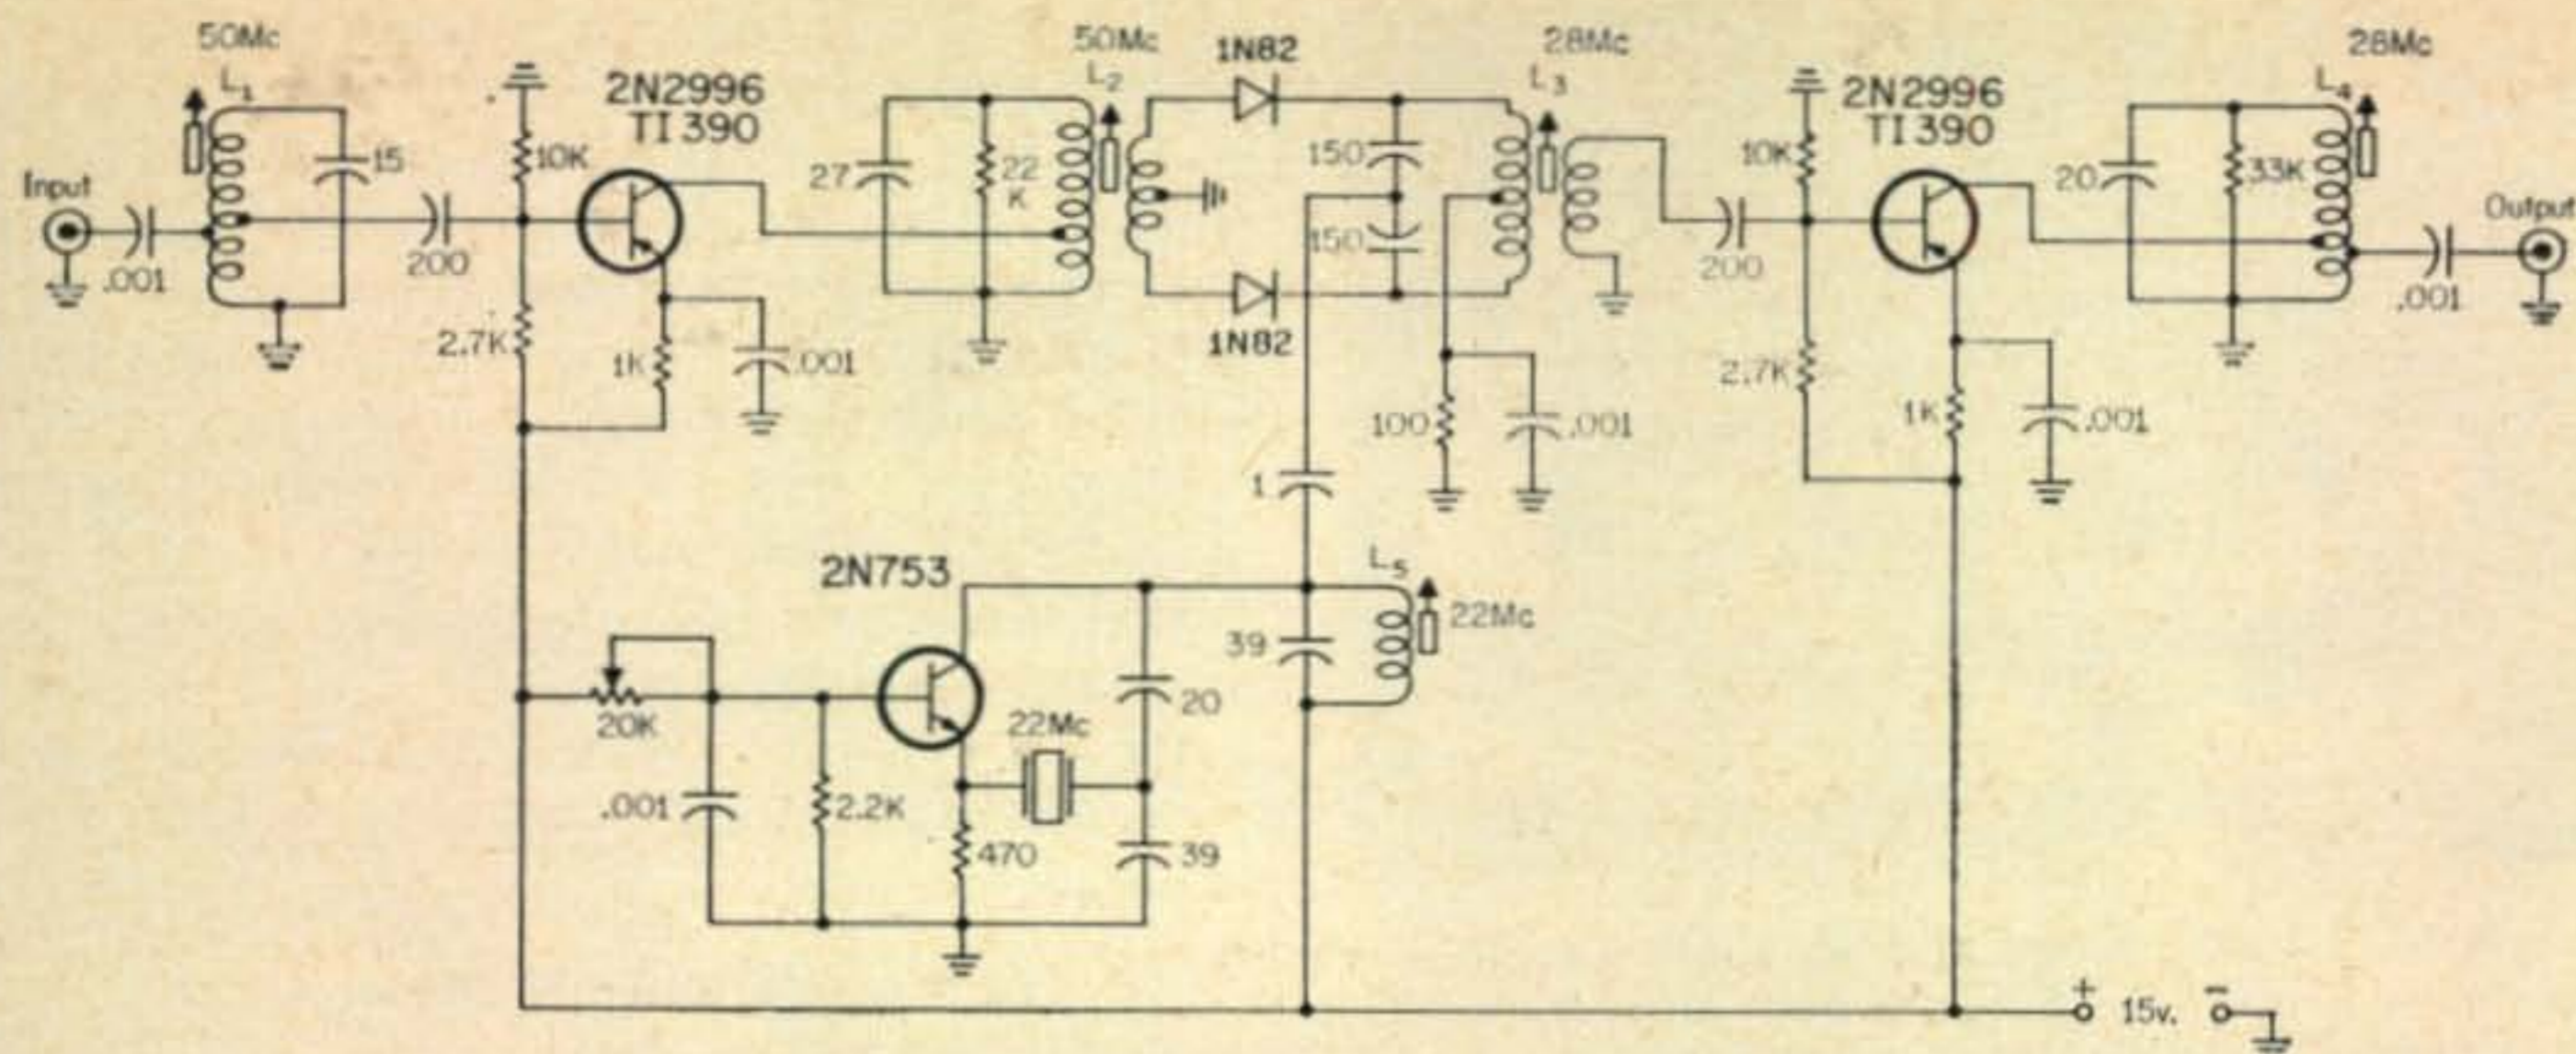 50Mc
L1
Input
.001
15
200
10K
2N2996
TI 390
2.7K
1K
.001
27
22
K
50Mc
L2
1N82
1N82
150
150
28Mc
L3
100
.001
1
200
10K
2N2996
TI 390
2.7K
1K
.001
20
33K
28Mc
L4
Output
.001
2N753
20K
.001
2.2K
22Mc
470
20
39
39
L5
22Mc
+ 15v. −